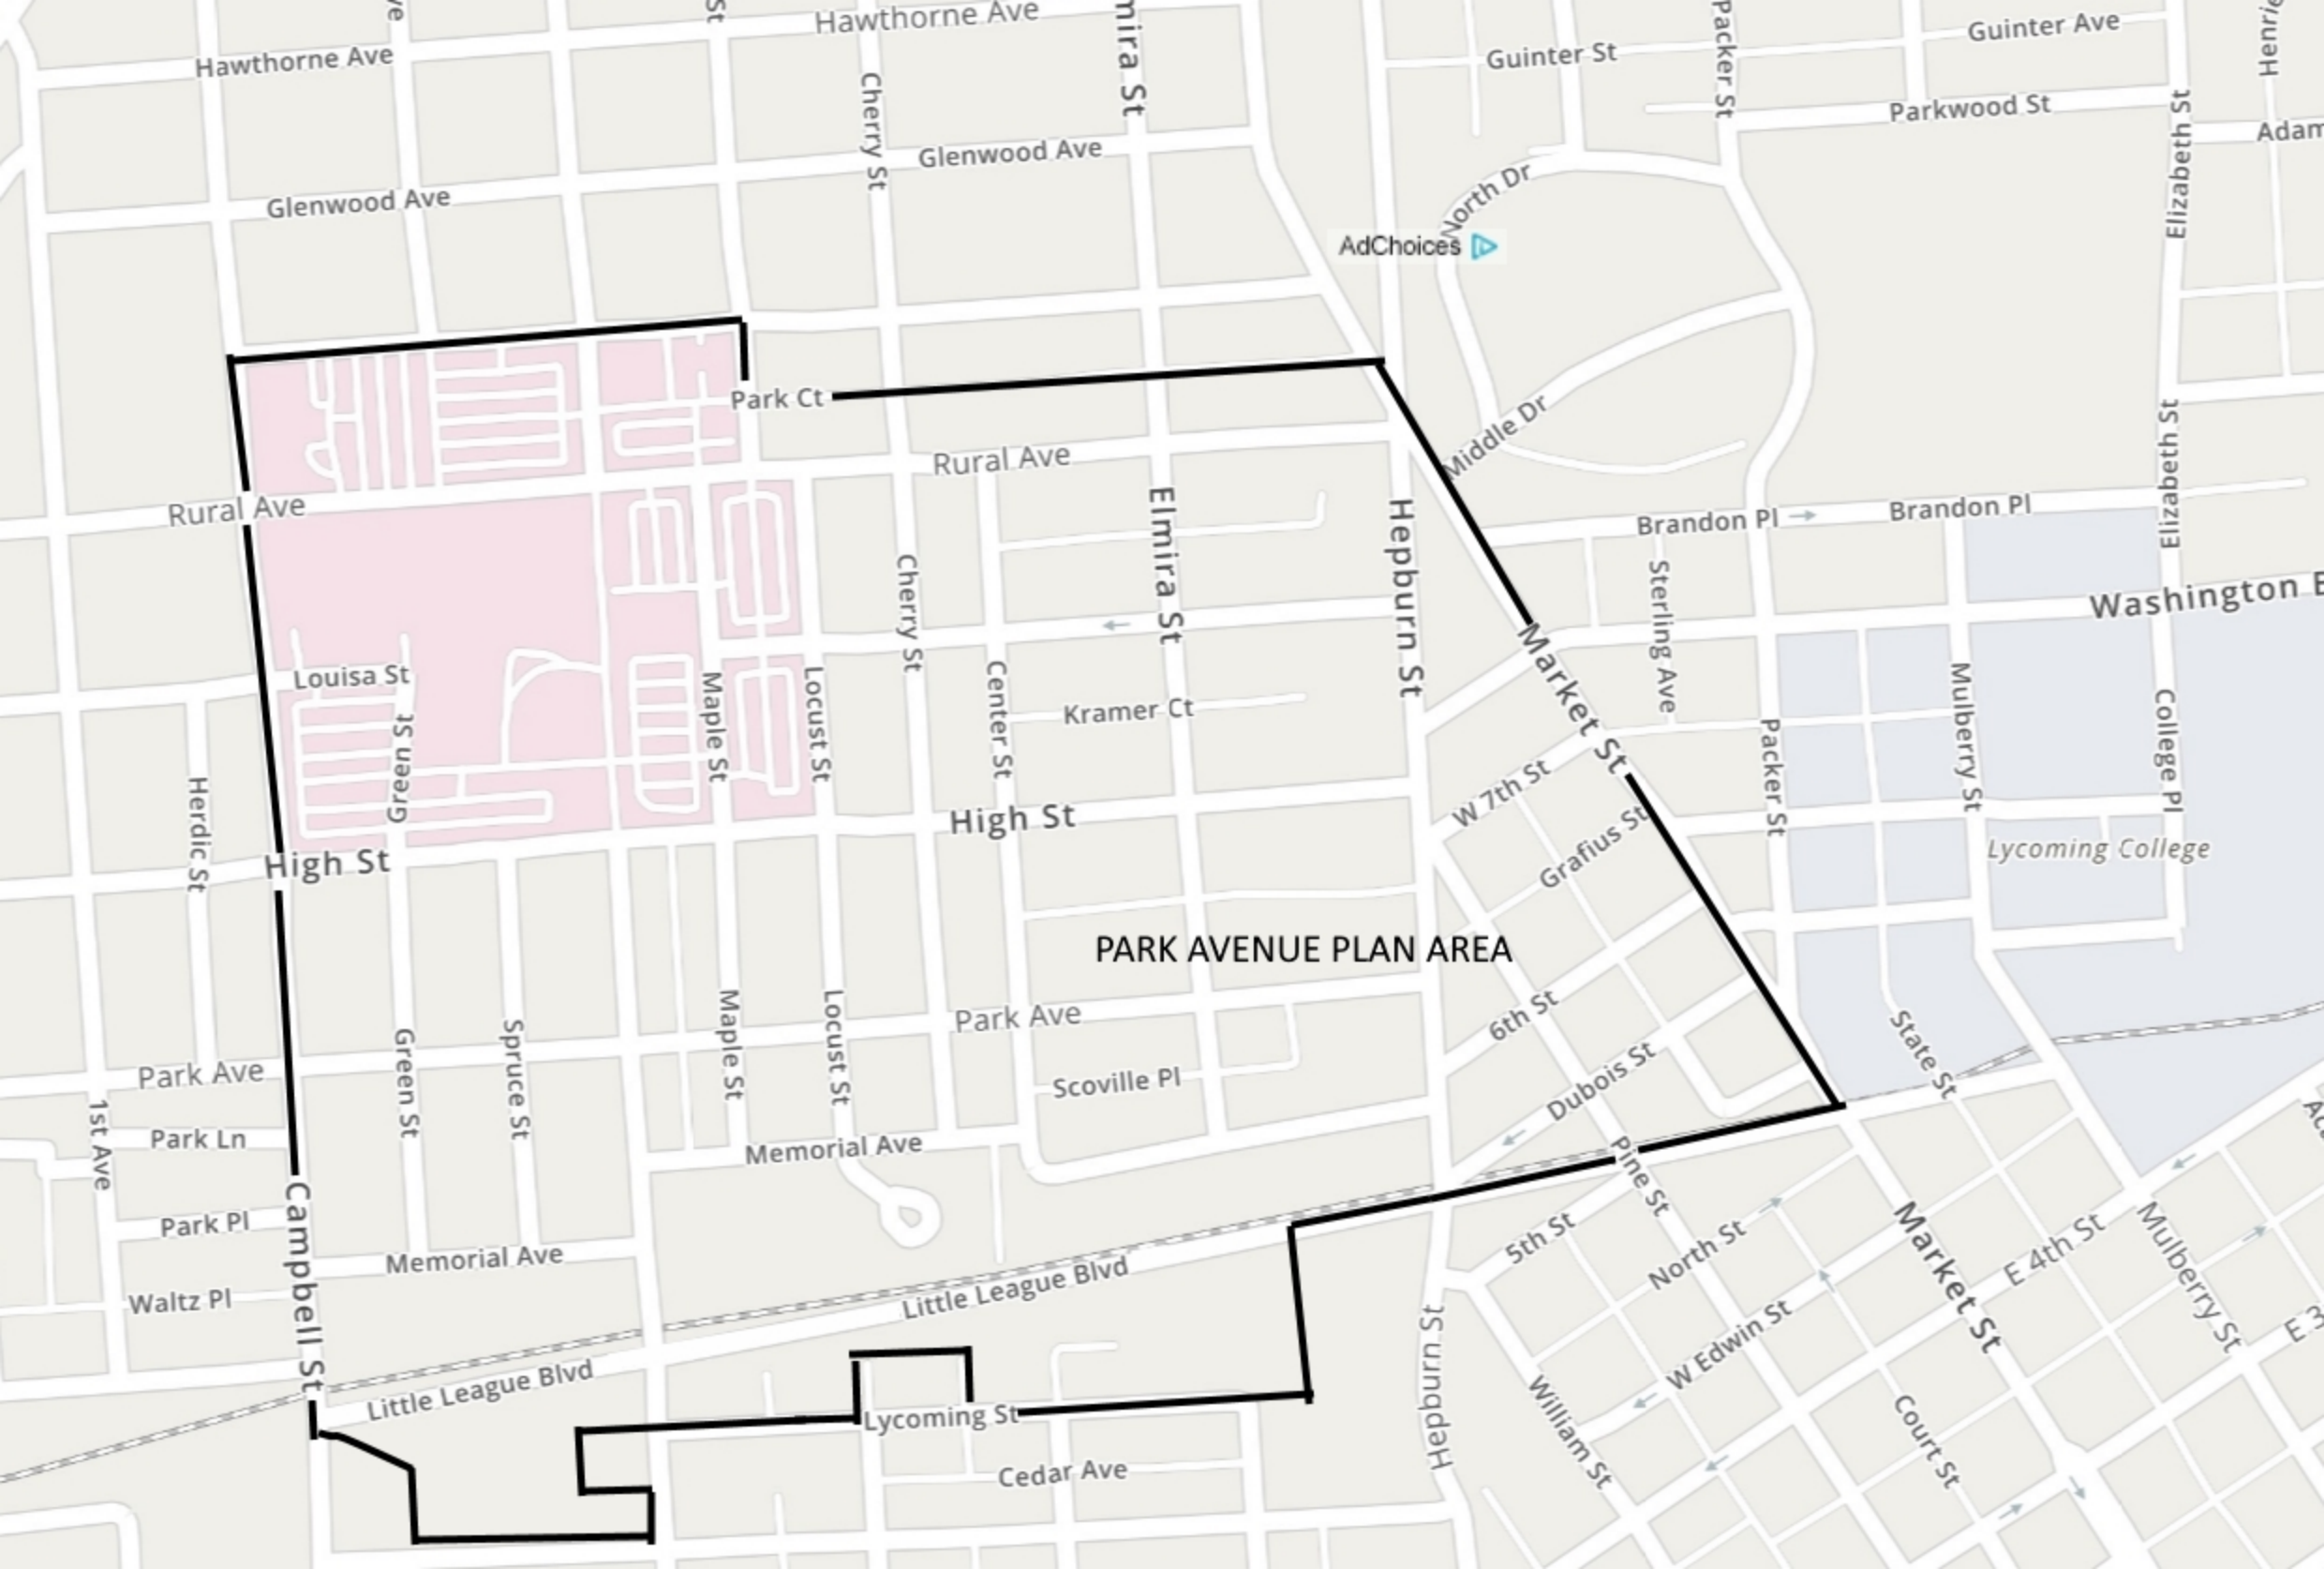 Hawthorne Ave
Hawthorne Ave
Guinter St
Guinter Ave
Packer St
Parkwood St
Cherry St
Glenwood Ave
Glenwood Ave
Elizabeth St
North Dr
AdChoices
Park Ct
Middle Dr
Rural Ave
Rural Ave
Elmira St
Hepburn St
Brandon Pl
Brandon Pl
Elizabeth St
Sterling Ave
Washington
Cherry St
Louisa St
Green St
Maple St
Locust St
Center St
Kramer Ct
Market St
Packer St
Mulberry St
College Pl
Herdic St
High St
High St
W 7th St
Grafius St
Lycoming College
PARK AVENUE PLAN AREA
Park Ave
Park Ave
6th St
Green St
Spruce St
Maple St
Locust St
Scoville Pl
Dubois St
State St
1st Ave
Park Ln
Memorial Ave
Pine St
Campbell St
Park Pl
Memorial Ave
5th St
North St
Market St
E 4th St
Mulberry St
Waltz Pl
Little League Blvd
Little League Blvd
Hepburn St
W Edwin St
William St
Court St
Lycoming St
Cedar Ave